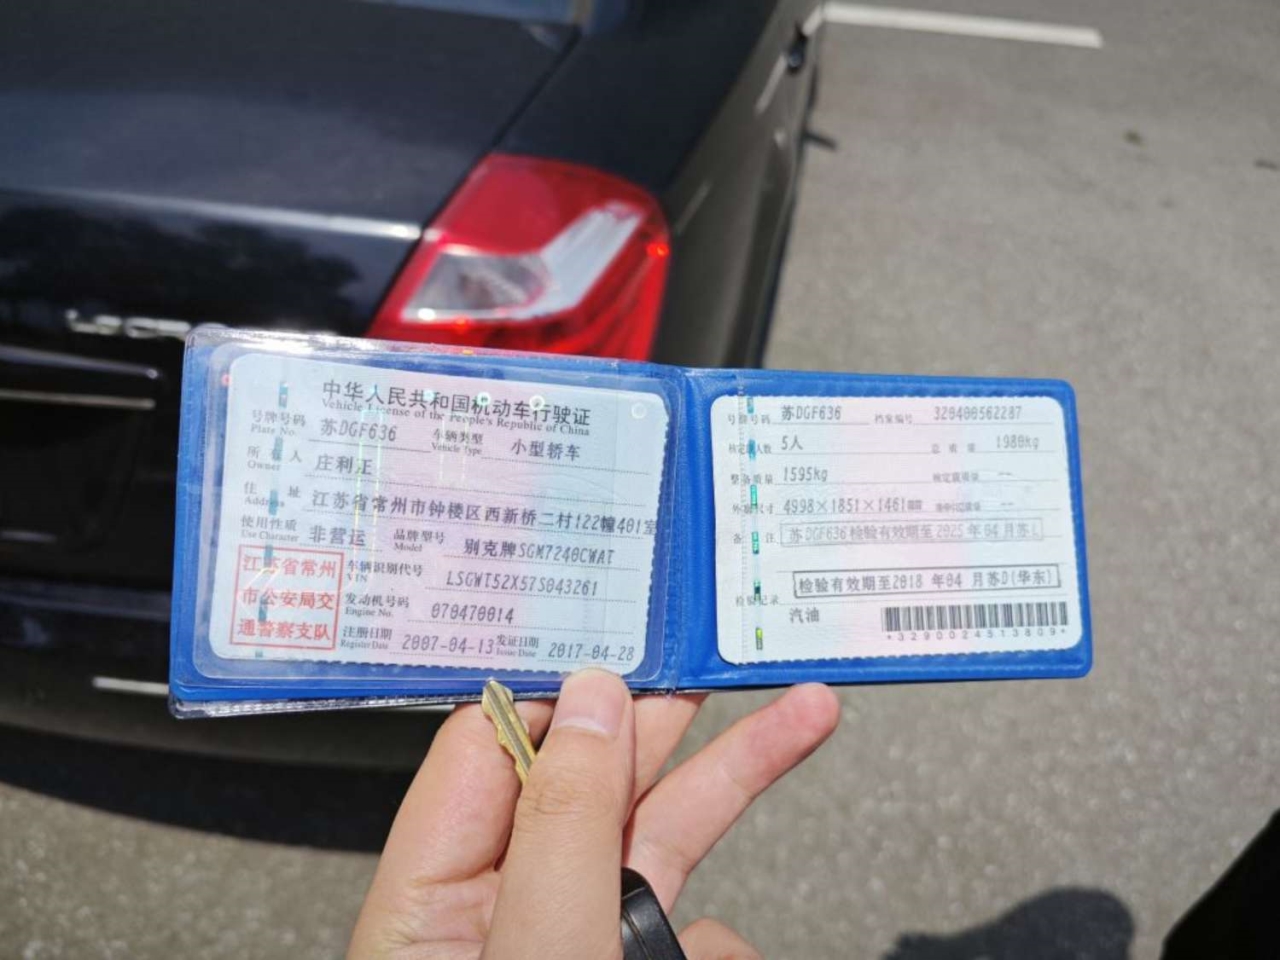 中华人民共和国机动车行驶证
Vehicle License of the People's Republic of China
号牌号码 苏DGF636 车辆类型 小型轿车
Plate No. Vehicle Type
所有人 庄利正
Owner
住址 江苏省常州市钟楼区西新桥二村122幢401室
Address
使用性质 非营运 品牌型号 别克牌SGM7240CWAT
Use Character Model
江苏省常州
市公安局交
通警察支队
车辆识别代号 LSGWT52X57S043261
VIN
发动机号码 070470014
Engine No.
注册日期 2007-04-13 发证日期 2017-04-28
Register Date Issue Date
号牌号码 苏DGF636 档案编号 320400562287
核定载人数 5人 总质量 1980kg
整备质量 1595kg 核定载质量
外廓尺寸 4998×1851×1461mm
备注 苏DGF636检验有效期至2025年04月苏
检验有效期至2018年04月苏D(华东)
检验记录
汽油
*3290024513809*